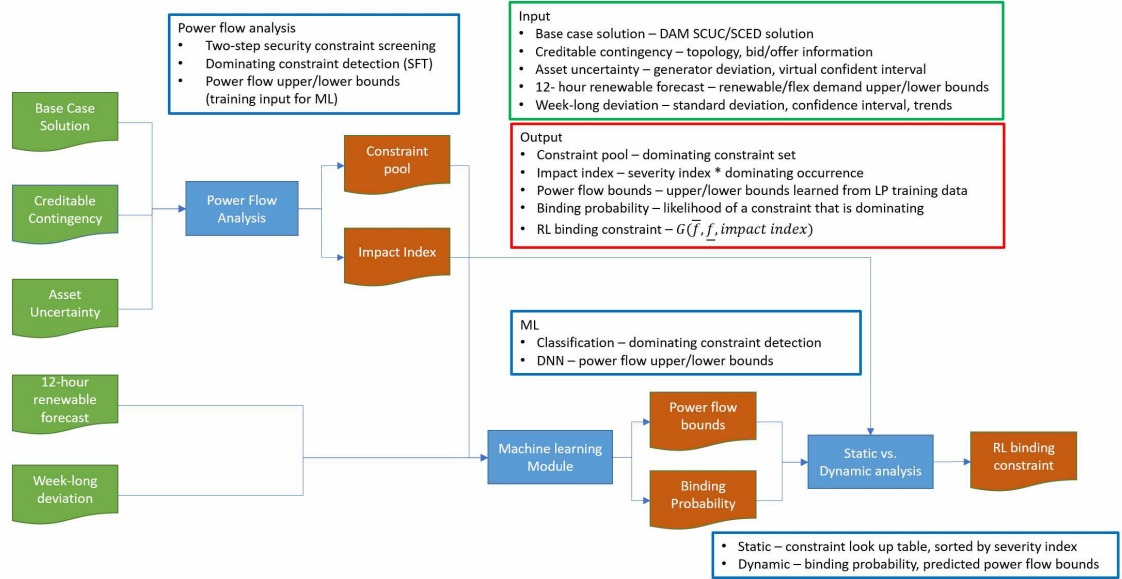 Power flow analysis
• Two-step security constraint screening
• Dominating constraint detection (SFT)
• Power flow upper/lower bounds
(training input for ML)
Input
• Base case solution – DAM SCUC/SCED solution
• Creditable contingency – topology, bid/offer information
• Asset uncertainty – generator deviation, virtual confident interval
• 12- hour renewable forecast – renewable/flex demand upper/lower bounds
• Week-long deviation – standard deviation, confidence interval, trends
Output
• Constraint pool – dominating constraint set
• Impact index – severity index * dominating occurrence
• Power flow bounds – upper/lower bounds learned from LP training data
• Binding probability – likelihood of a constraint that is dominating
• RL binding constraint – G(f̅, f̲, impact index)
Base Case
Solution
Creditable
Contingency
Asset
Uncertainty
12-hour
renewable
forecast
Week-long
deviation
Power Flow
Analysis
Constraint
pool
Impact Index
ML
• Classification – dominating constraint detection
• DNN – power flow upper/lower bounds
Machine learning
Module
Power flow
bounds
Binding
Probability
Static vs.
Dynamic analysis
RL binding
constraint
• Static – constraint look up table, sorted by severity index
• Dynamic – binding probability, predicted power flow bounds